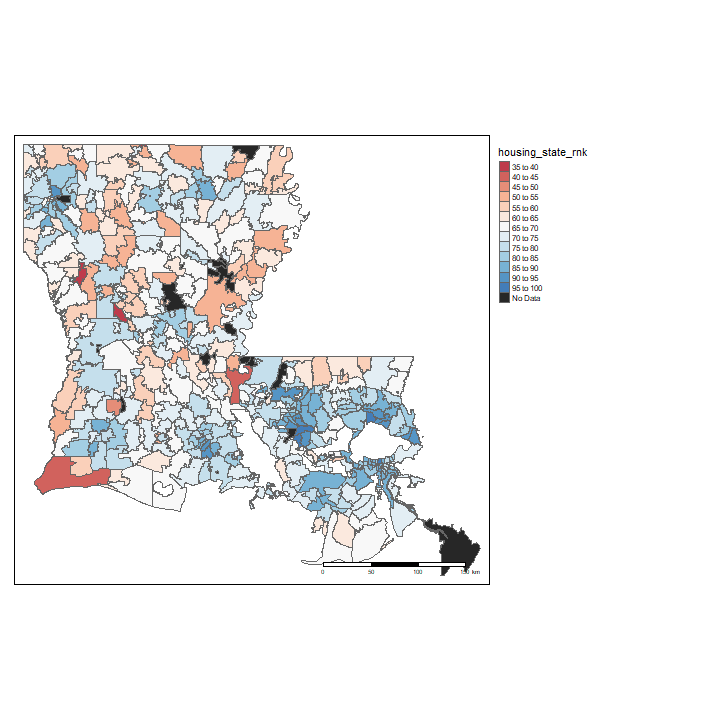 housing_state_rnk
35 to 40
40 to 45
45 to 50
50 to 55
55 to 60
60 to 65
65 to 70
70 to 75
75 to 80
80 to 85
85 to 90
90 to 95
95 to 100
No Data
0 50 100 150 km